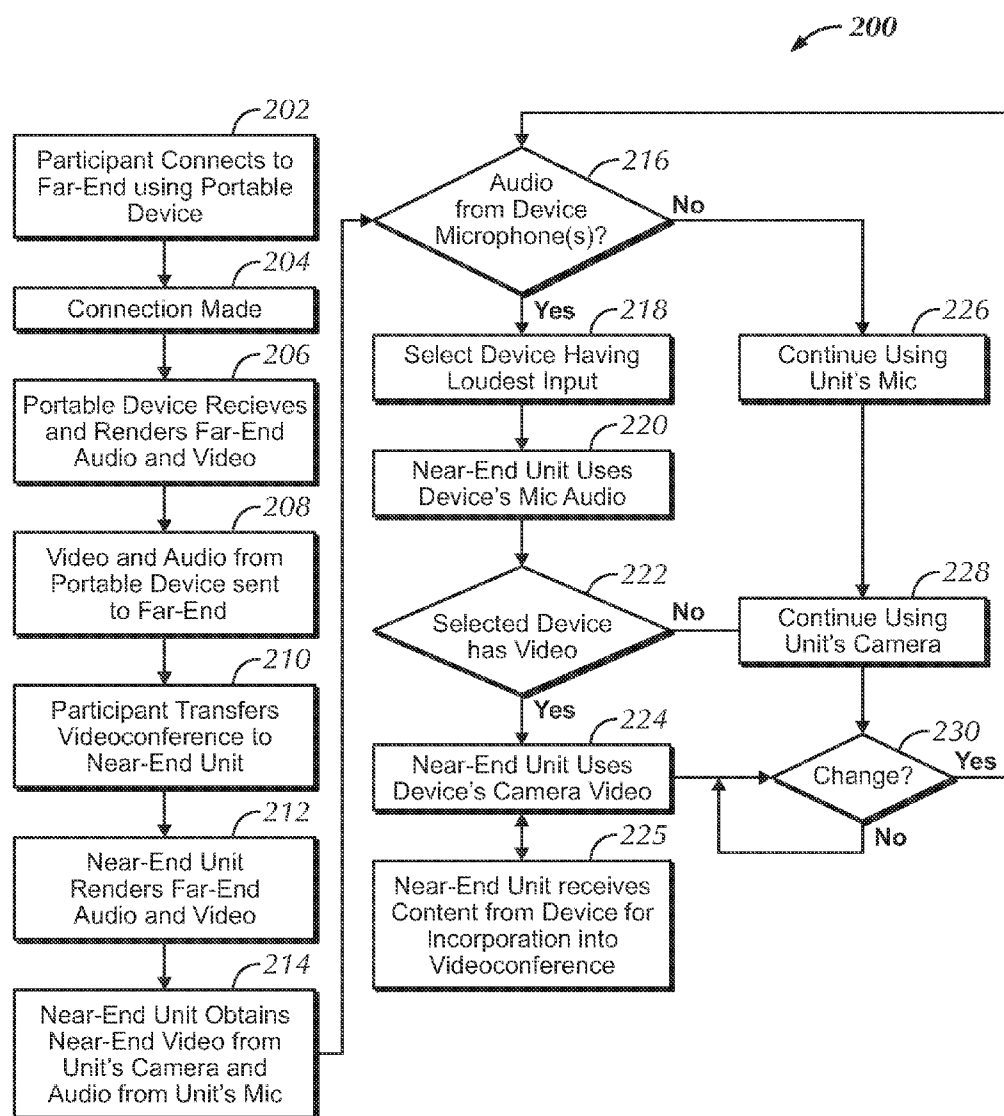 200
202
Participant Connects to
Far-End using Portable
Device
204
Connection Made
206
Portable Device Recieves
and Renders Far-End
Audio and Video
208
Video and Audio from
Portable Device sent
to Far-End
210
Participant Transfers
Videoconference to
Near-End Unit
212
Near-End Unit
Renders Far-End
Audio and Video
214
Near-End Unit Obtains
Near-End Video from
Unit's Camera and
Audio from Unit's Mic
216
Audio
from Device
Microphone(s)?
No
Yes
218
Select Device Having
Loudest Input
220
Near-End Unit Uses
Device's Mic Audio
222
Selected Device
has Video
No
Yes
224
Near-End Unit Uses
Device's Camera Video
225
Near-End Unit receives
Content from Device for
Incorporation into
Videoconference
226
Continue Using
Unit's Mic
228
Continue Using
Unit's Camera
230
Change?
Yes
No